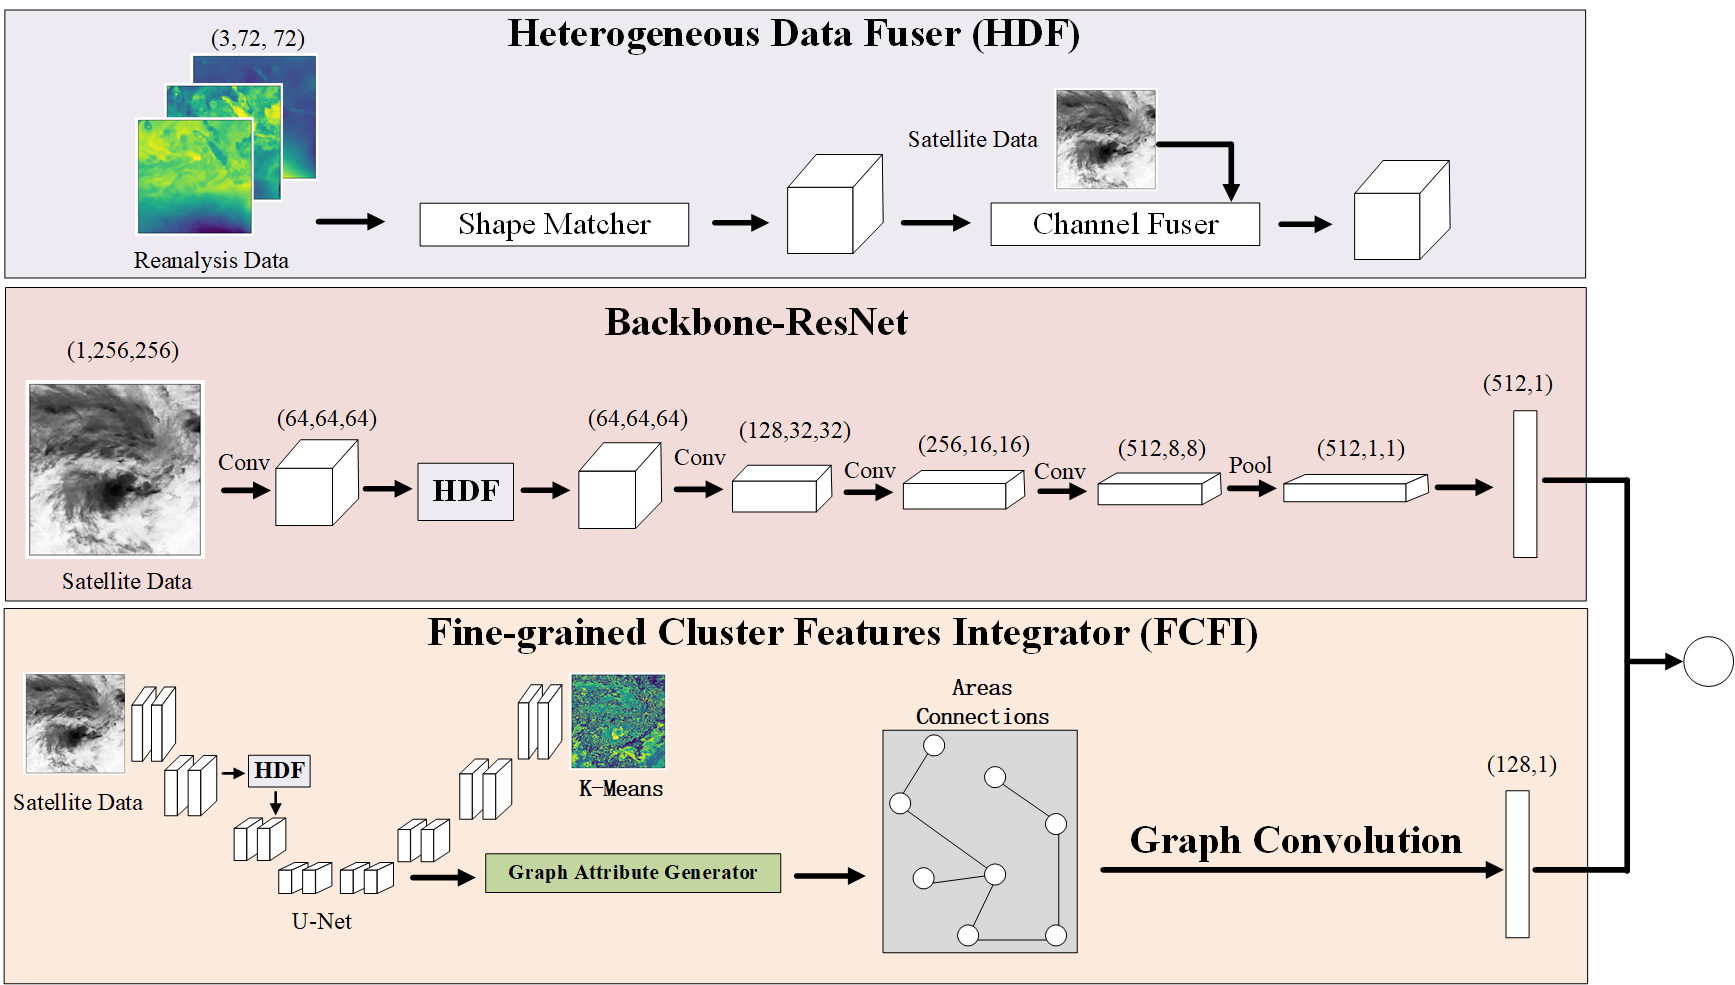 Heterogeneous Data Fuser (HDF)
(3,72, 72)
Satellite Data
Shape Matcher
Channel Fuser
Reanalysis Data
Backbone-ResNet
(1,256,256)
(512,1)
(64,64,64)
(64,64,64)
(128,32,32)
(256,16,16)
(512,8,8)
(512,1,1)
Conv
HDF
Conv
Conv
Conv
Pool
Satellite Data
Fine-grained Cluster Features Integrator (FCFI)
Areas
Connections
HDF
K-Means
Satellite Data
(128,1)
Graph Convolution
Graph Attribute Generator
U-Net